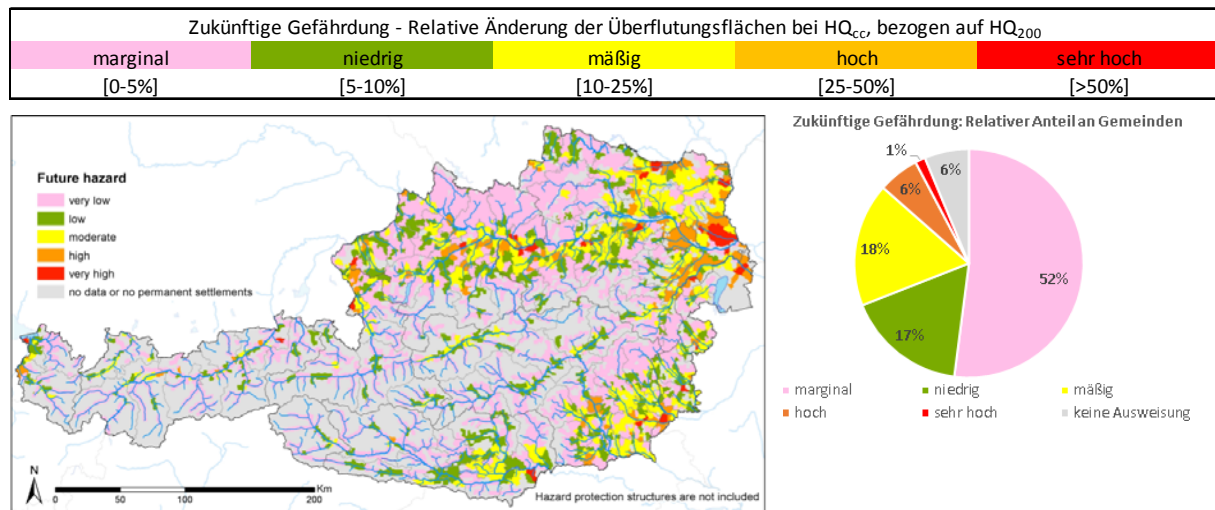 Zukünftige Gefährdung - Relative Änderung der Überflutungsflächen bei HQcc, bezogen auf HQ200
marginal niedrig mäßig hoch sehr hoch
[0-5%] [5-10%] [10-25%] [25-50%] [>50%]
Future hazard
very low
low
moderate
high
very high
no data or no permanent settlements
N
0 50 100 200
Km
Hazard protection structures are not included
Zukünftige Gefährdung: Relativer Anteil an Gemeinden
1%
6%
6%
18%
52%
17%
marginal niedrig mäßig
hoch sehr hoch keine Ausweisung